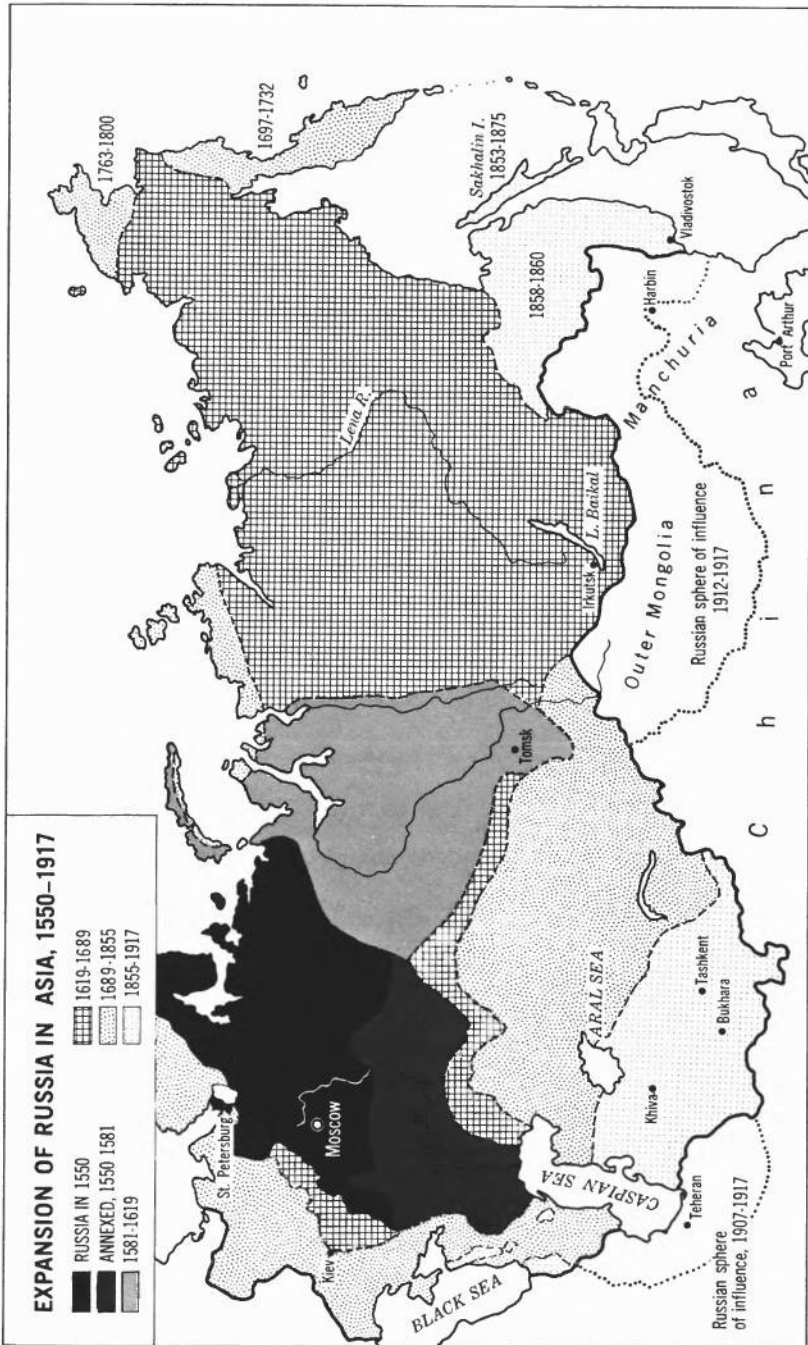 EXPANSION OF RUSSIA IN ASIA, 1550–1917
RUSSIA IN 1550
ANNEXED, 1550 1581
1581-1619
1619-1689
1689-1855
1855-1917
1763-1800
1697-1732
Sakhalin I.
1853-1875
1858-1860
Vladivostok
Harbin
Manchuria
Port Arthur
Lena R.
L. Baikal
Irkutsk
Outer Mongolia
Russian sphere of influence
1912-1917
China
Tomsk
St. Petersburg
Moscow
Kiev
BLACK SEA
CASPIAN SEA
ARAL SEA
Tashkent
Bukhara
Khiva
Teheran
Russian sphere
of influence, 1907-1917